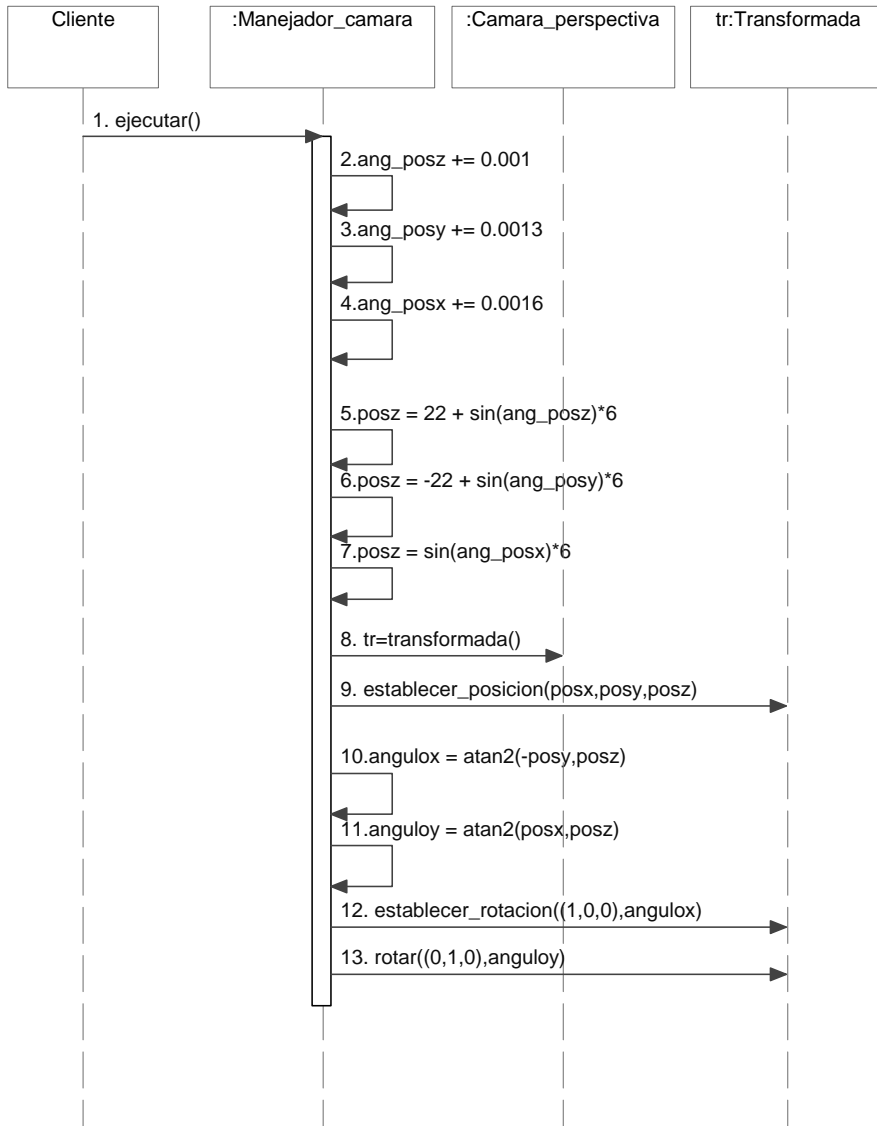 Cliente
:Manejador_camara
:Camara_perspectiva
tr:Transformada
1. ejecutar()
2.ang_posz += 0.001
3.ang_posy += 0.0013
4.ang_posx += 0.0016
5.posz = 22 + sin(ang_posz)*6
6.posz = -22 + sin(ang_posy)*6
7.posz = sin(ang_posx)*6
8. tr=transformada()
9. establecer_posicion(posx,posy,posz)
10.angulox = atan2(-posy,posz)
11.anguloy = atan2(posx,posz)
12. establecer_rotacion((1,0,0),angulox)
13. rotar((0,1,0),anguloy)